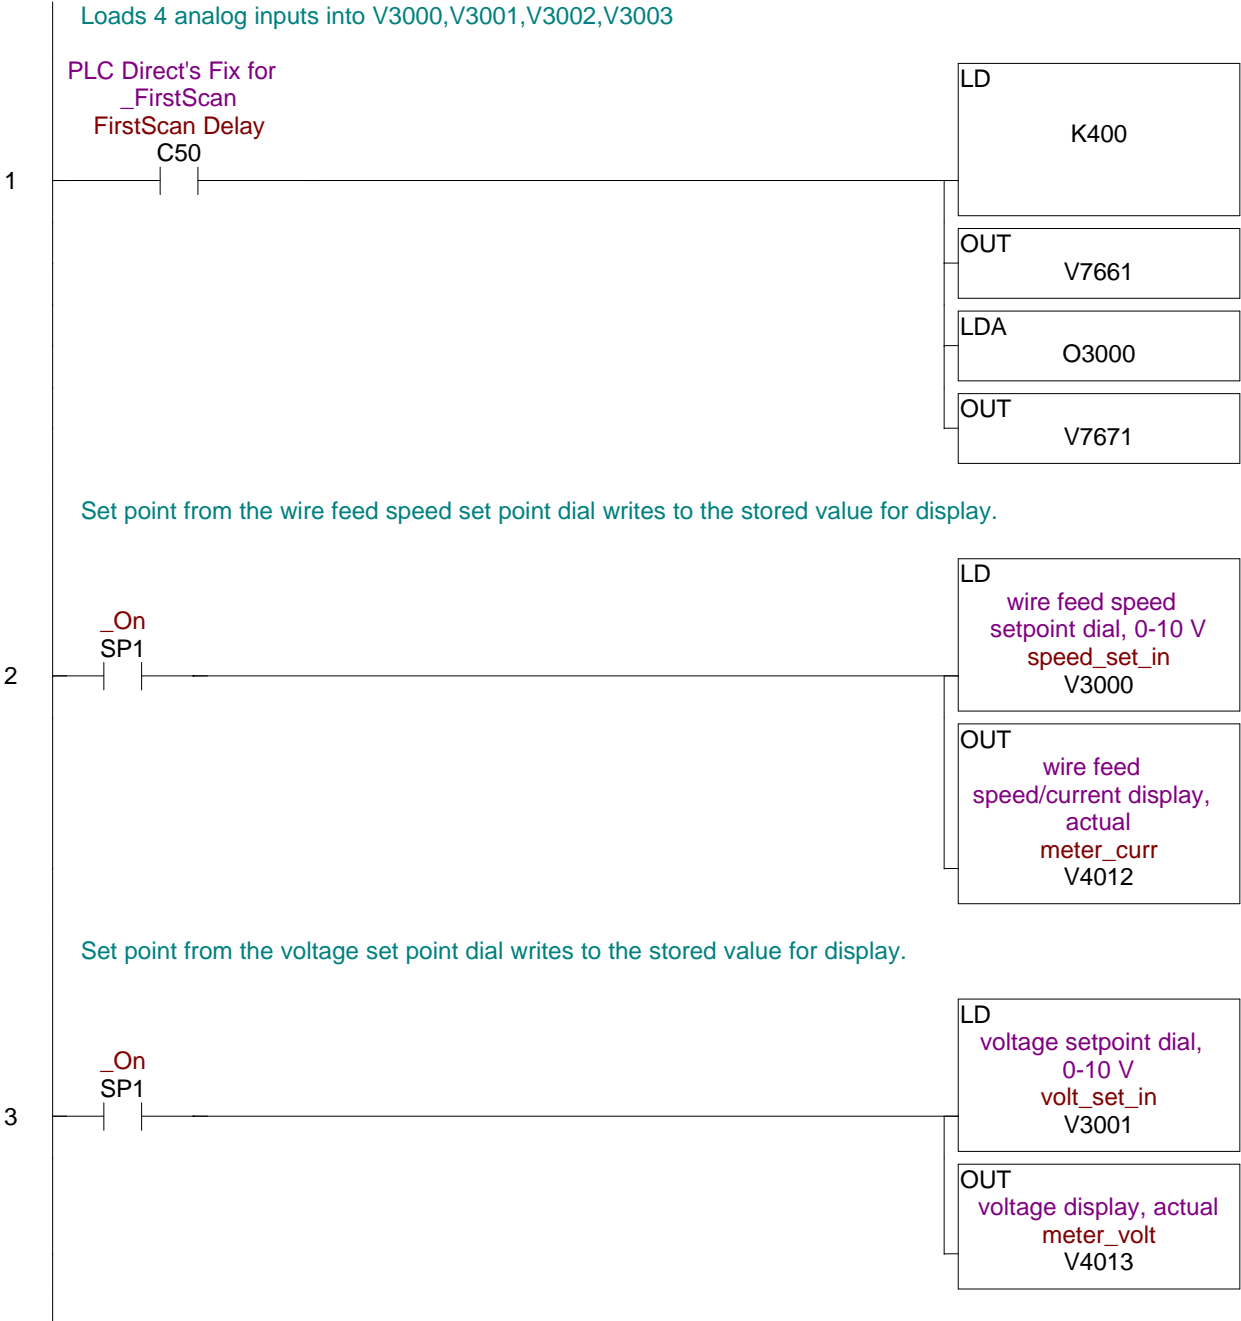 Loads 4 analog inputs into V3000,V3001,V3002,V3003
PLC Direct's Fix for
_FirstScan
FirstScan Delay
C50
1
LD
K400
OUT
V7661
LDA
O3000
OUT
V7671
Set point from the wire feed speed set point dial writes to the stored value for display.
_On
SP1
2
LD
wire feed speed
setpoint dial, 0-10 V
speed_set_in
V3000
OUT
wire feed
speed/current display,
actual
meter_curr
V4012
Set point from the voltage set point dial writes to the stored value for display.
_On
SP1
3
LD
voltage setpoint dial,
0-10 V
volt_set_in
V3001
OUT
voltage display, actual
meter_volt
V4013